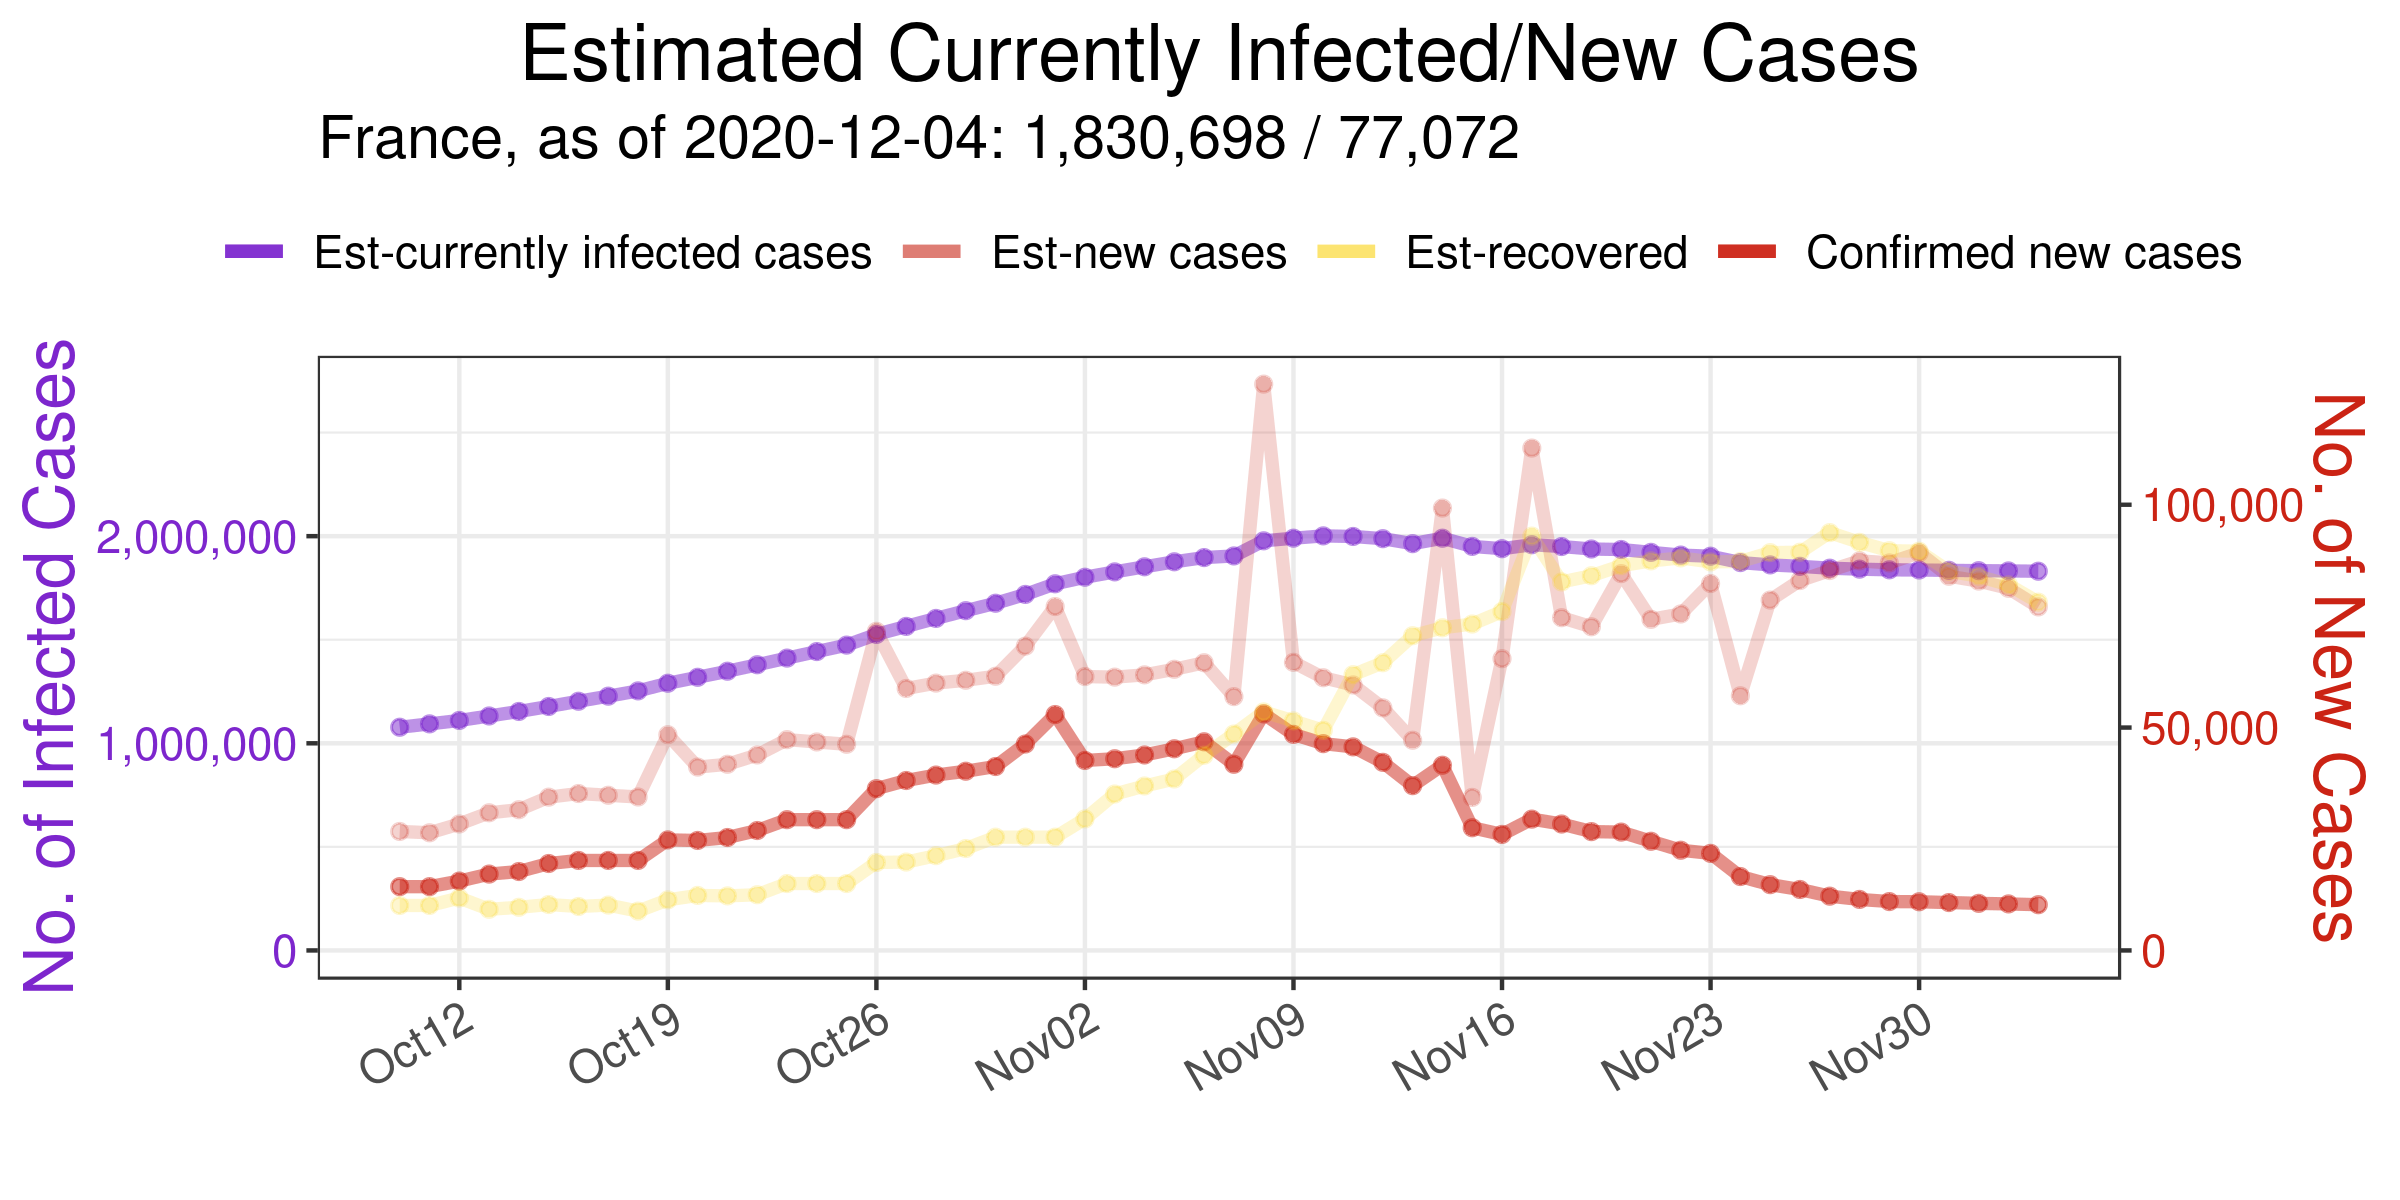 Estimated Currently Infected/New Cases
France, as of 2020-12-04: 1,830,698 / 77,072
Est-currently infected cases Est-new cases Est-recovered Confirmed new cases
No. of Infected Cases
2,000,000
1,000,000
0
100,000
50,000
0
No. of New Cases
Oct12 Oct19 Oct26 Nov02 Nov09 Nov16 Nov23 Nov30